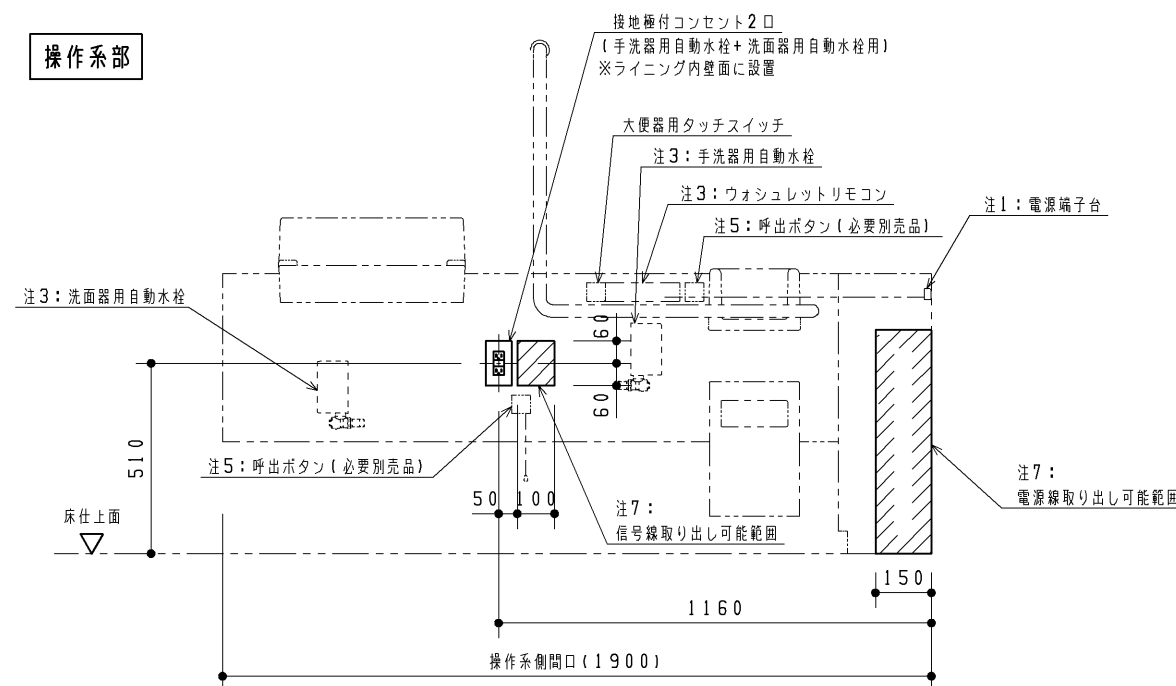 操作系部
接地極付コンセント2口
(手洗器用自動水栓+洗面器用自動水栓用)
※ライニング内壁面に設置
大便器用タッチスイッチ
注3:手洗器用自動水栓
注3:ウォシュレットリモコン
注1:電源端子台
注5:呼出ボタン(必要別売品)
注3:洗面器用自動水栓
60
60
510
注5:呼出ボタン(必要別売品)
50
100
注7:
信号線取り出し可能範囲
注7:
電源線取り出し可能範囲
床仕上面
150
1160
操作系側間口(1900)